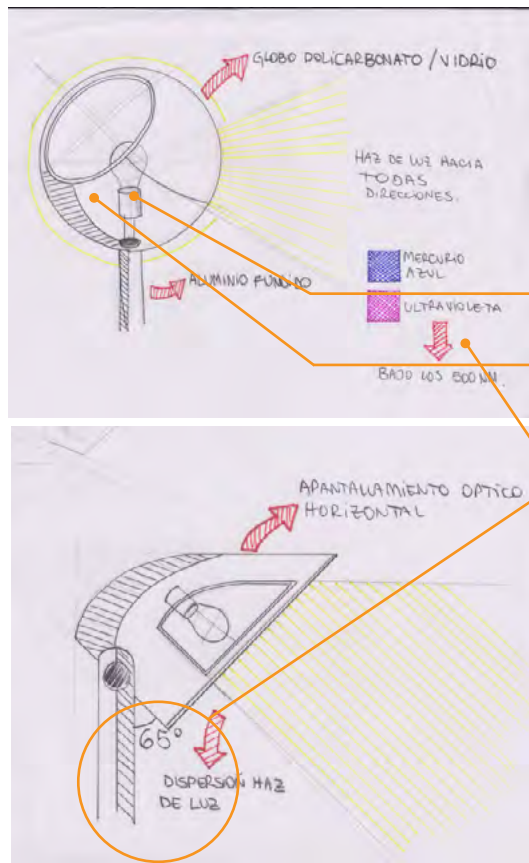 GLOBO POLICARBONATO / VIDRIO
HAZ DE LUZ HACIA
TODAS
DIRECCIONES.
MERCURIO
AZUL
ALUMINIO FUNDIDO
ULTRAVIOLETA
BAJO LOS 500 NM.
APANTALLAMIENTO OPTICO
HORIZONTAL
65°
DISPERSIÓN HAZ
DE LUZ